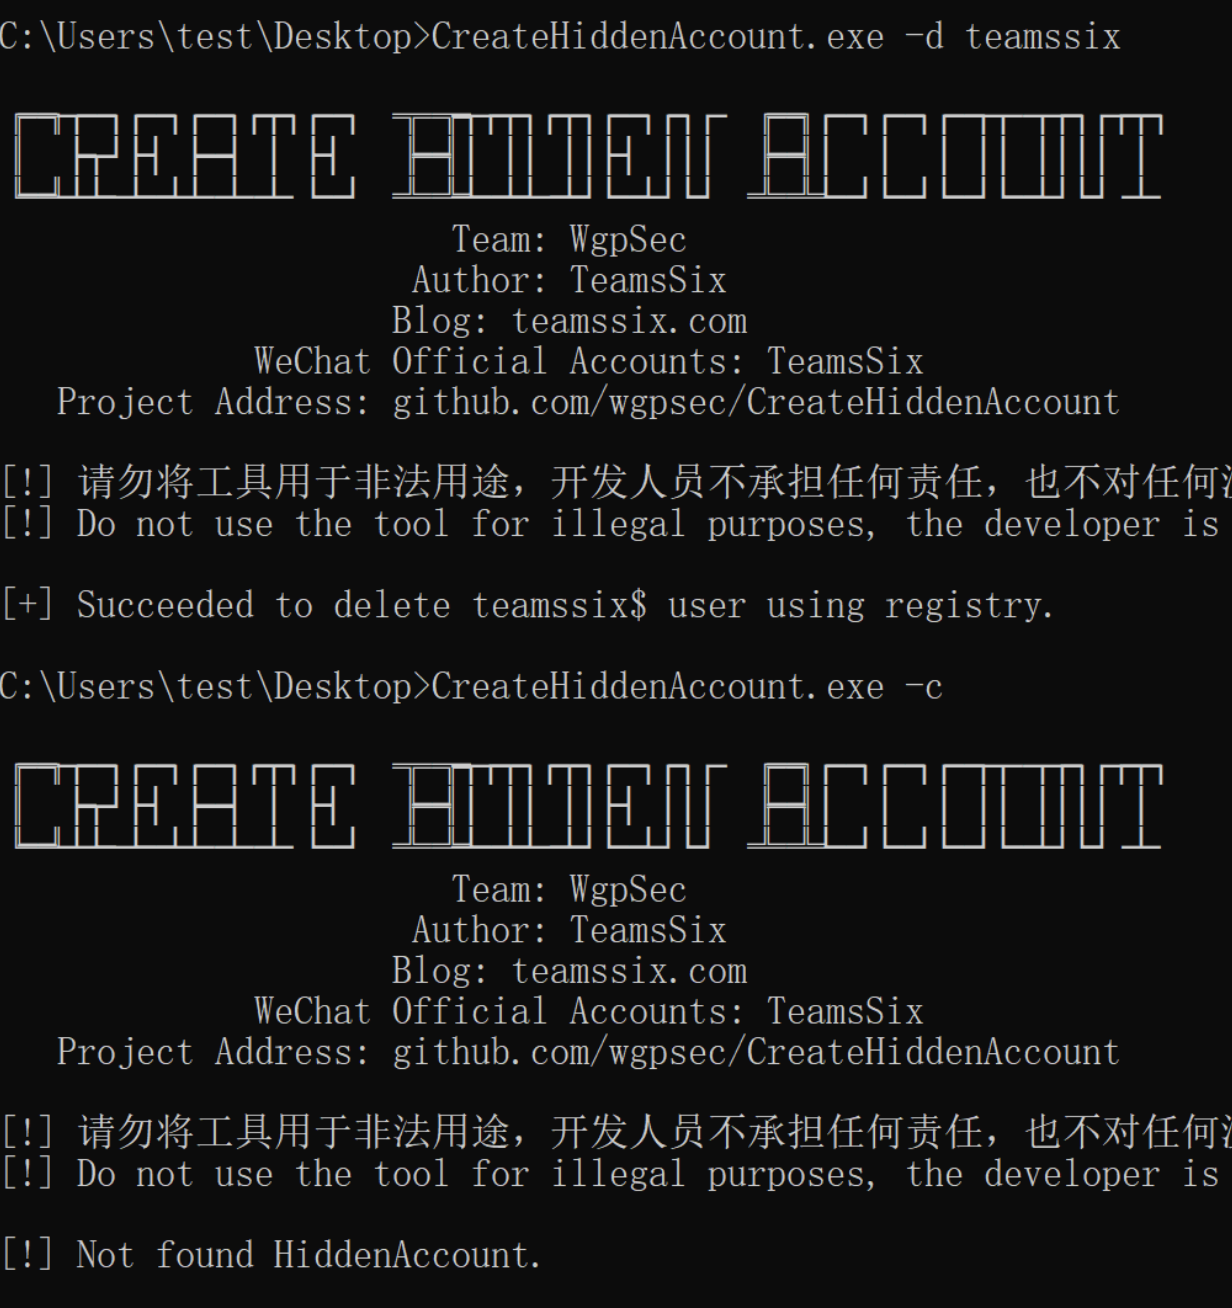 C:\Users\test\Desktop>CreateHiddenAccount.exe -d teamssix
CREATE HIDDEN ACCOUNT
Team: WgpSec
Author: TeamsSix
Blog: teamssix.com
WeChat Official Accounts: TeamsSix
Project Address: github.com/wgpsec/CreateHiddenAccount
[!] 请勿将工具用于非法用途，开发人员不承担任何责任，也不对任何
[!] Do not use the tool for illegal purposes, the developer is
[+] Succeeded to delete teamssix$ user using registry.
C:\Users\test\Desktop>CreateHiddenAccount.exe -c
CREATE HIDDEN ACCOUNT
Team: WgpSec
Author: TeamsSix
Blog: teamssix.com
WeChat Official Accounts: TeamsSix
Project Address: github.com/wgpsec/CreateHiddenAccount
[!] 请勿将工具用于非法用途，开发人员不承担任何责任，也不对任何
[!] Do not use the tool for illegal purposes, the developer is
[!] Not found HiddenAccount.